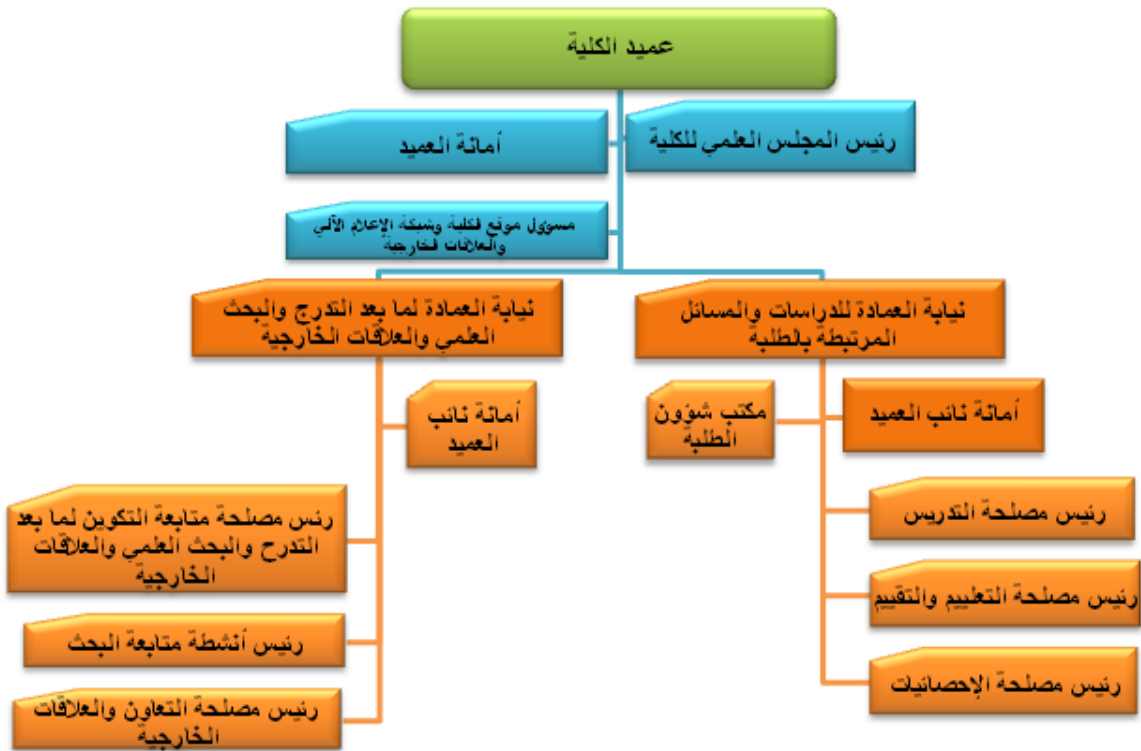 عميد الكلية
رئيس المجلس العلمي للكلية
أمانة العميد
مسؤول موقع الكلية وشبكة الإعلام الآلي
والعلاقات الخارجية
نيابة العمادة للدراسات والمسائل
المرتبطة بالطلبة
نيابة العمادة لما بعد التدرج والبحث
العلمي والعلاقات الخارجية
أمانة نائب العميد
مكتب شؤون
الطلبة
أمانة نائب
العميد
رئيس مصلحة التدريس
رئيس مصلحة التعليم والتقييم
رئيس مصلحة الإحصائيات
رئس مصلحة متابعة التكوين لما بعد
التدرج والبحث العلمي والعلاقات
الخارجية
رئيس أنشطة متابعة البحث
رئيس مصلحة التعاون والعلاقات
الخارجية